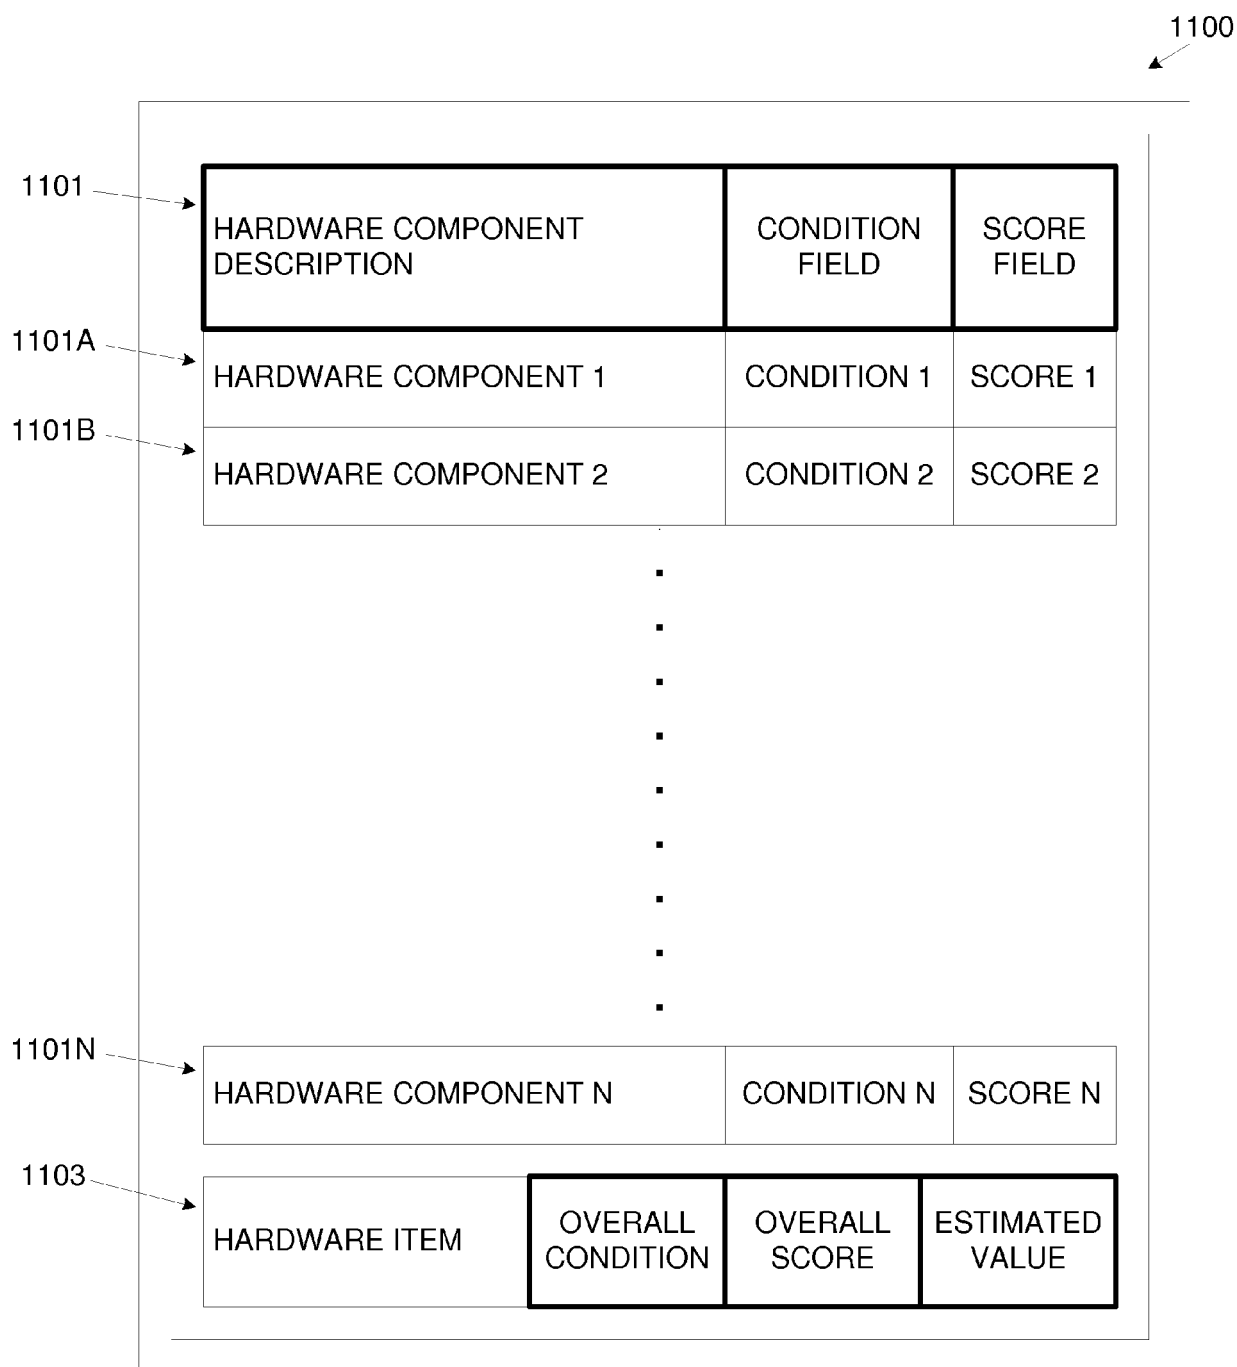 1100
1101
HARDWARE COMPONENT
DESCRIPTION
CONDITION
FIELD
SCORE
FIELD
1101A
HARDWARE COMPONENT 1
CONDITION 1
SCORE 1
1101B
HARDWARE COMPONENT 2
CONDITION 2
SCORE 2
1101N
HARDWARE COMPONENT N
CONDITION N
SCORE N
1103
HARDWARE ITEM
OVERALL
CONDITION
OVERALL
SCORE
ESTIMATED
VALUE